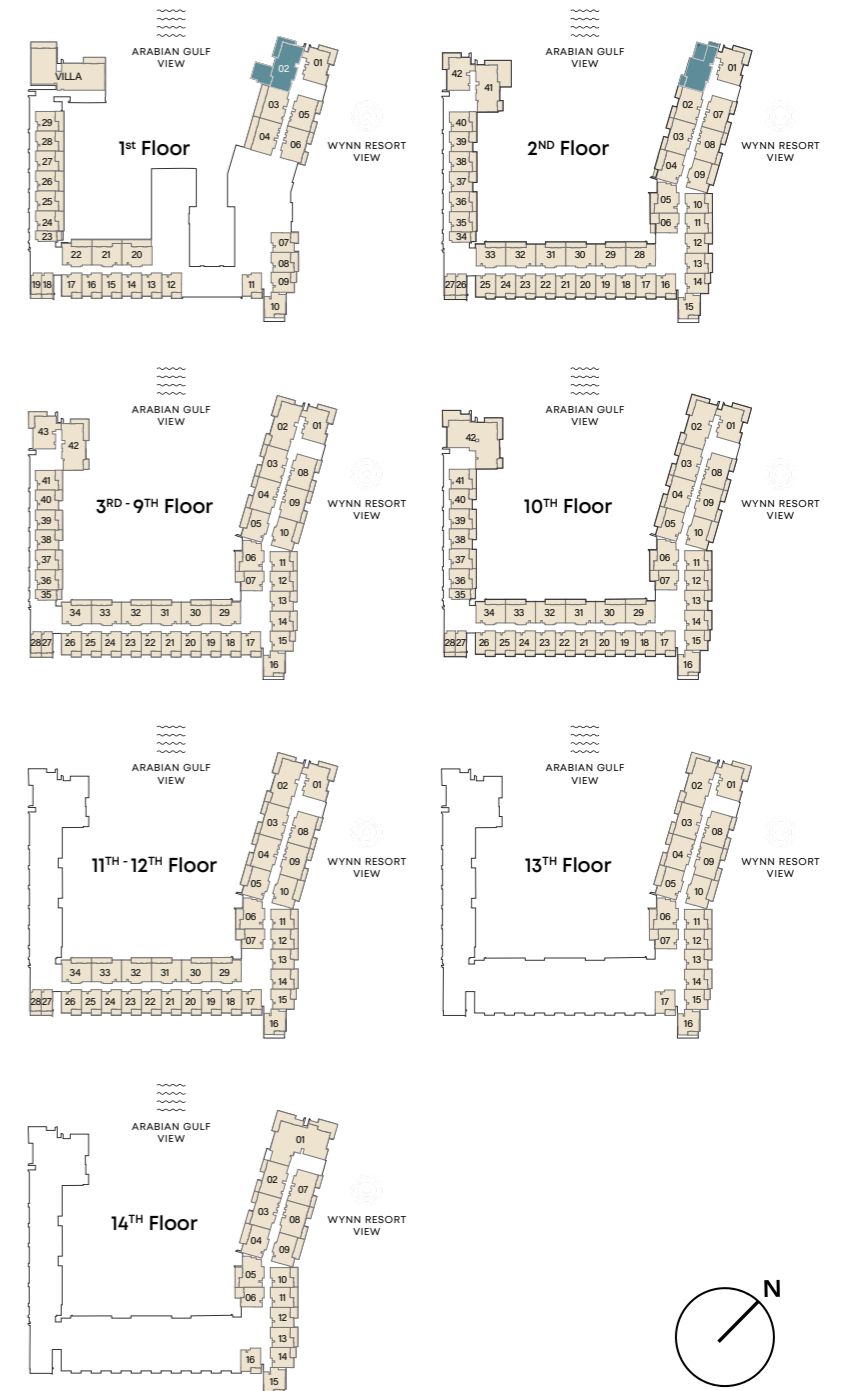 ARABIAN GULF
VIEW
VILLA
02
01
03
05
04
06
29
28
27
26
25
24
23
1st Floor
WYNN RESORT
VIEW
22 21 20
07
08
09
19 18 17 16 15 14 13 12 11
10
ARABIAN GULF
VIEW
42
41
01
02
07
03
08
04
09
40
39
38
37
36
35
34
2ND Floor
WYNN RESORT
VIEW
05
06
10
11
12
13
14
33 32 31 30 29 28
27 26 25 24 23 22 21 20 19 18 17 16
15
ARABIAN GULF
VIEW
43
42
02
01
03
08
04
09
05
10
41
40
39
38
37
36
35
3RD - 9TH Floor
WYNN RESORT
VIEW
06
07
11
12
13
14
15
34 33 32 31 30 29
28 27 26 25 24 23 22 21 20 19 18 17
16
ARABIAN GULF
VIEW
42
02
01
03
08
04
09
05
10
41
40
39
38
37
36
35
10TH Floor
WYNN RESORT
VIEW
06
07
11
12
13
14
15
34 33 32 31 30 29
28 27 26 25 24 23 22 21 20 19 18 17
16
ARABIAN GULF
VIEW
02
01
03
08
04
09
05
10
11TH - 12TH Floor
WYNN RESORT
VIEW
06
07
11
12
13
14
15
34 33 32 31 30 29
28 27 26 25 24 23 22 21 20 19 18 17
16
ARABIAN GULF
VIEW
02
01
03
08
04
09
05
10
13TH Floor
WYNN RESORT
VIEW
06
07
11
12
13
14
15
17
16
ARABIAN GULF
VIEW
01
02
07
03
08
04
09
14TH Floor
WYNN RESORT
VIEW
05
06
10
11
12
13
14
16
15
N